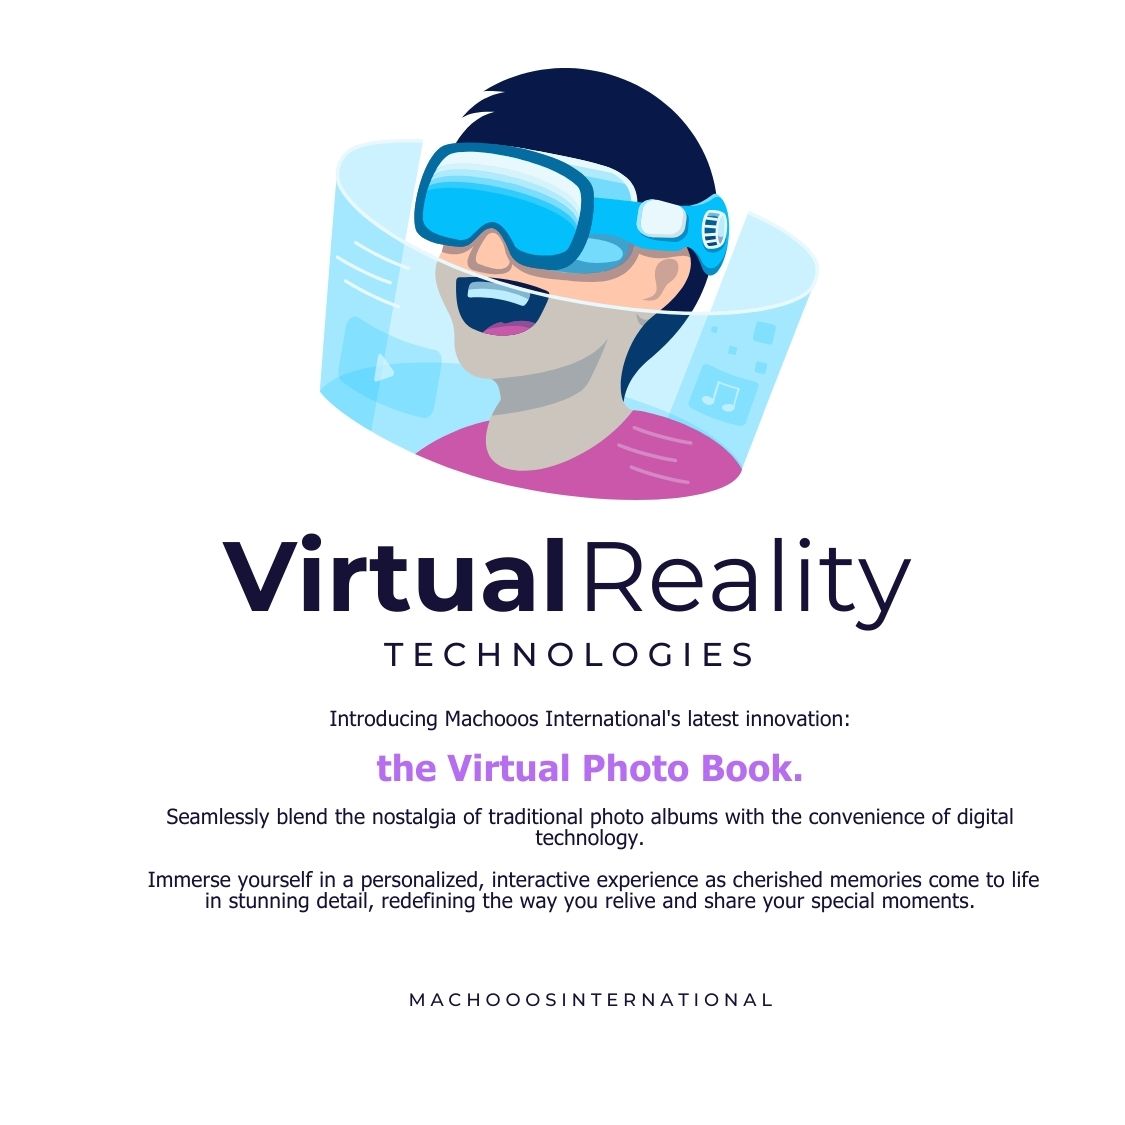 Virtual Reality
TECHNOLOGIES
Introducing Machooos International's latest innovation:
the Virtual Photo Book.
Seamlessly blend the nostalgia of traditional photo albums with the convenience of digital
technology.
Immerse yourself in a personalized, interactive experience as cherished memories come to life
in stunning detail, redefining the way you relive and share your special moments.
MACHOOOSINTERNATIONAL